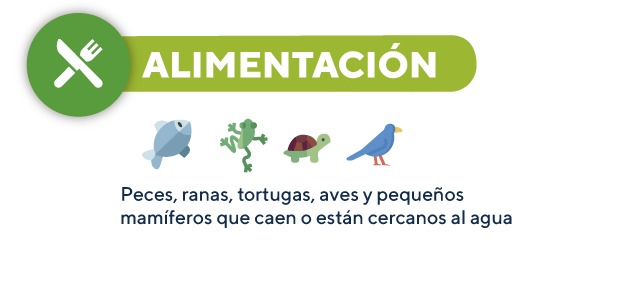 ALIMENTACIÓN
Peces, ranas, tortugas, aves y pequeños
mamíferos que caen o están cercanos al agua